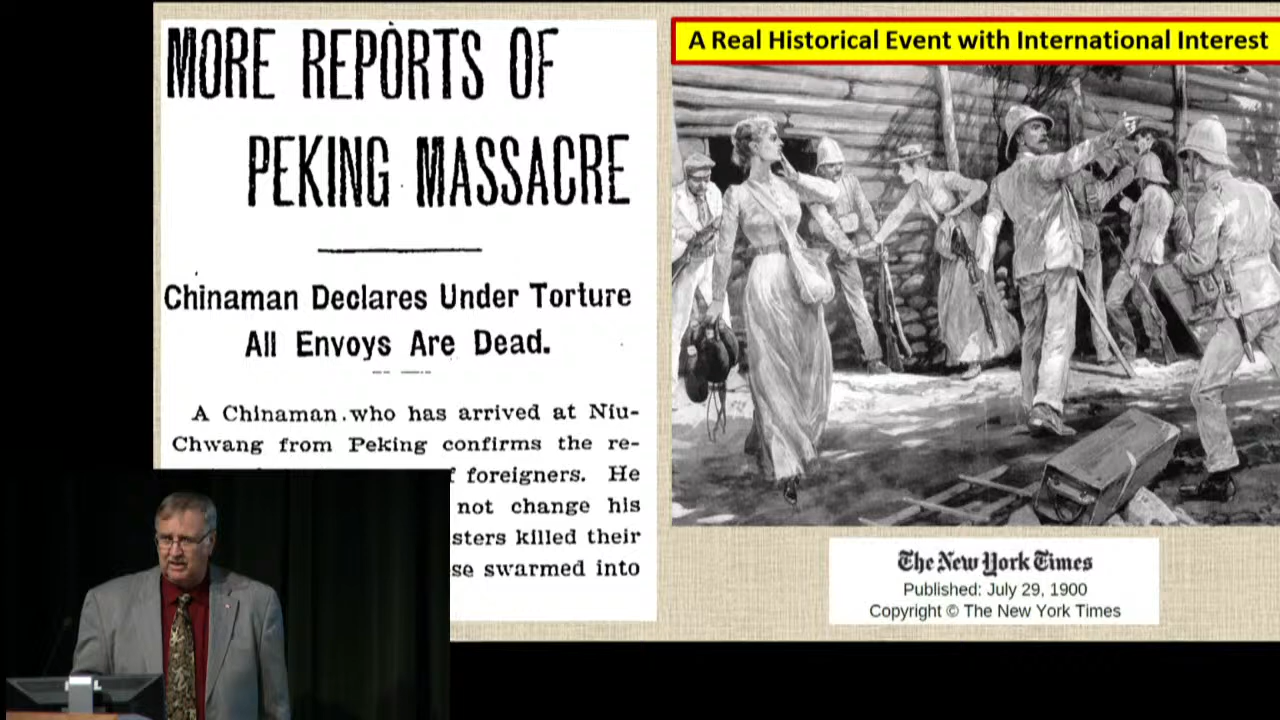 MORE REPORTS OF
PEKING MASSACRE
Chinaman Declares Under Torture
All Envoys Are Dead.
A Chinaman who has arrived at Niu-
Chwang from Peking confirms the re-
foreigners. He
not change his
sters killed their
se swarmed into
A Real Historical Event with International Interest
The New York Times
Published: July 29, 1900
Copyright © The New York Times